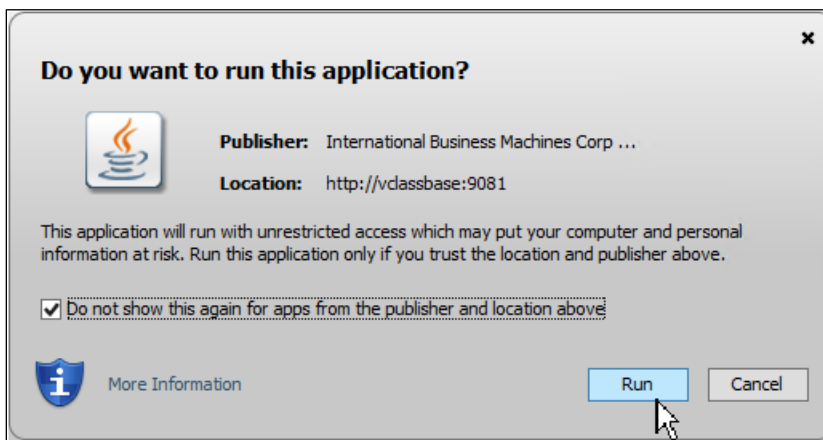 Do you want to run this application?
Publisher: International Business Machines Corp ...
Location: http://vclassbase:9081
This application will run with unrestricted access which may put your computer and personal
information at risk. Run this application only if you trust the location and publisher above.
Do not show this again for apps from the publisher and location above
More Information
Run
Cancel